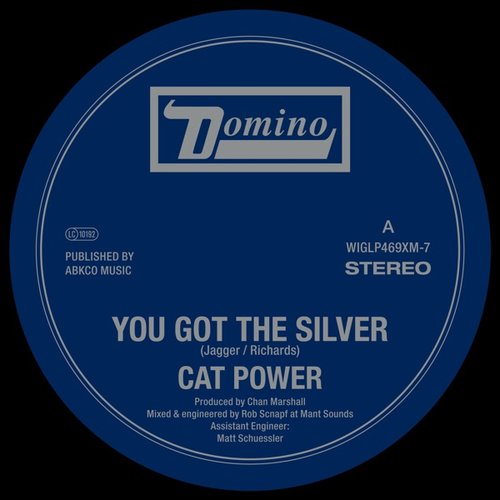 Domino
LC 10192
A
WIGLP469XM-7
STEREO
PUBLISHED BY
ABKCO MUSIC
YOU GOT THE SILVER
(Jagger / Richards)
CAT POWER
Produced by Chan Marshall
Mixed & engineered by Rob Scnapf at Mant Sounds
Assistant Engineer:
Matt Schuessler